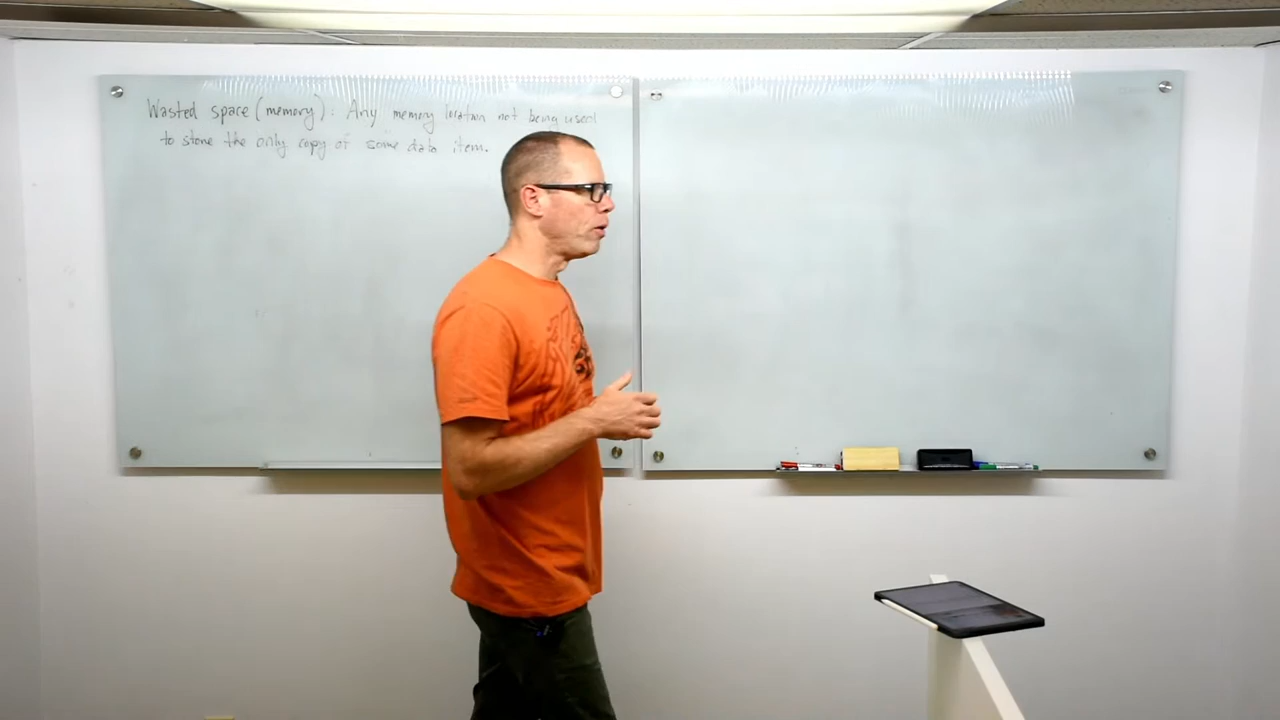 Wasted space (memory): Any memory location not being used
to store the only copy of some data item.